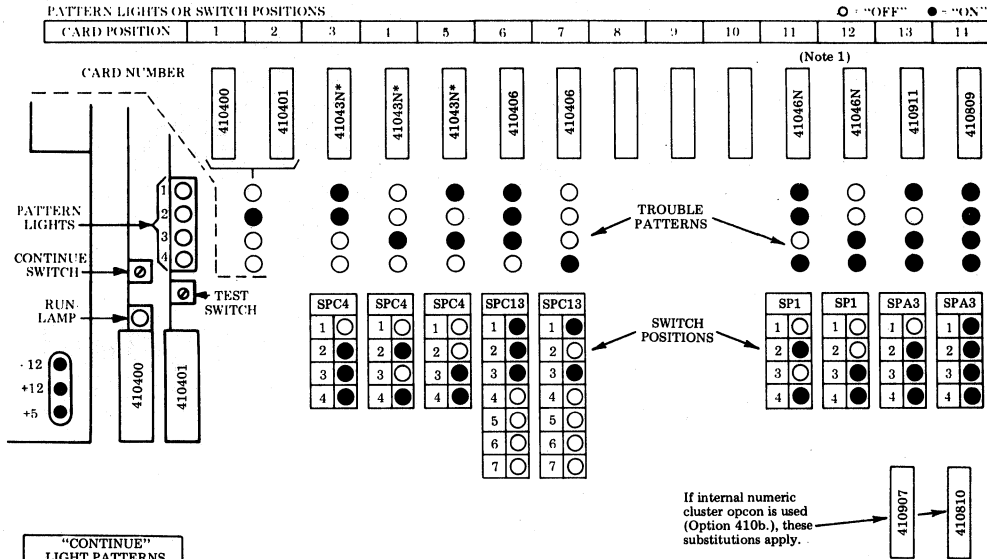 PATTERN LIGHTS OR SWITCH POSITIONS
○ : "OFF" ● - "ON"
CARD POSITION 1 2 3 4 5 6 7 8 9 10 11 12 13 14
(Note 1)
CARD NUMBER
410400 410401 41043N* 41043N* 41043N* 410406 410406 41046N 41046N 410911 410809
1
2
3
4
PATTERN
LIGHTS
CONTINUE
SWITCH
RUN-
LAMP
TEST
SWITCH
TROUBLE
PATTERNS
SWITCH
POSITIONS
- 12
+12
+5
410400
410401
SPC4 SPC4 SPC4 SPC13 SPC13 SP1 SP1 SPA3 SPA3
1 1 1 1 1 1 1 1 1
2 2 2 2 2 2 2 2 2
3 3 3 3 3 3 3 3 3
4 4 4 4 4 4 4 4 4
5 5
6 6
7 7
If internal numeric
cluster opcon is used
(Option 410b.), these
substitutions apply.
410907 410810
"CONTINUE"
LIGHT PATTERNS